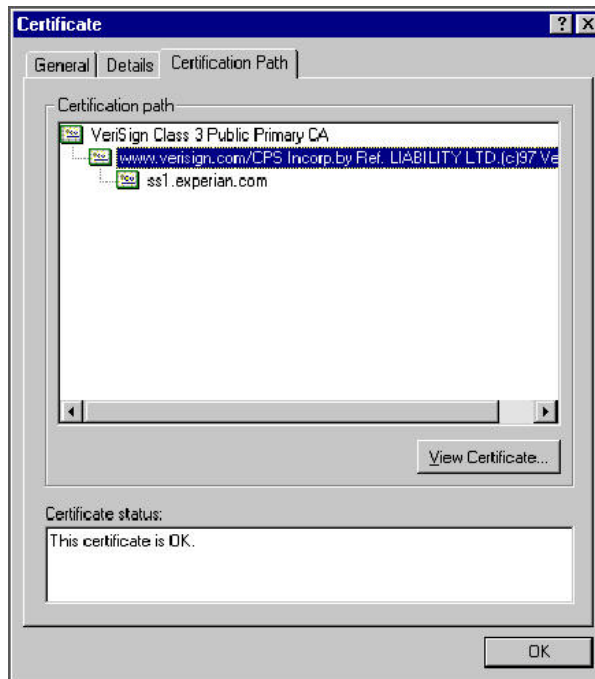 Certificate
General Details Certification Path
Certification path
VeriSign Class 3 Public Primary CA
www.verisign.com/CPS Incorp.by Ref. LIABILITY LTD.(c)97 Ve
ss1.experian.com
View Certificate...
Certificate status:
This certificate is OK.
OK